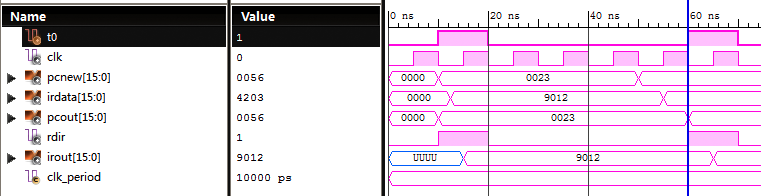 Name Value 0 ns 20 ns 40 ns 60 ns
t0 1
clk 0
pcnew[15:0] 0056 0000 0023
irdata[15:0] 4203 0000 9012
pcout[15:0] 0056 0000 0023
rdir 1
irout[15:0] 9012 UUUU 9012
clk_period 10000 ps